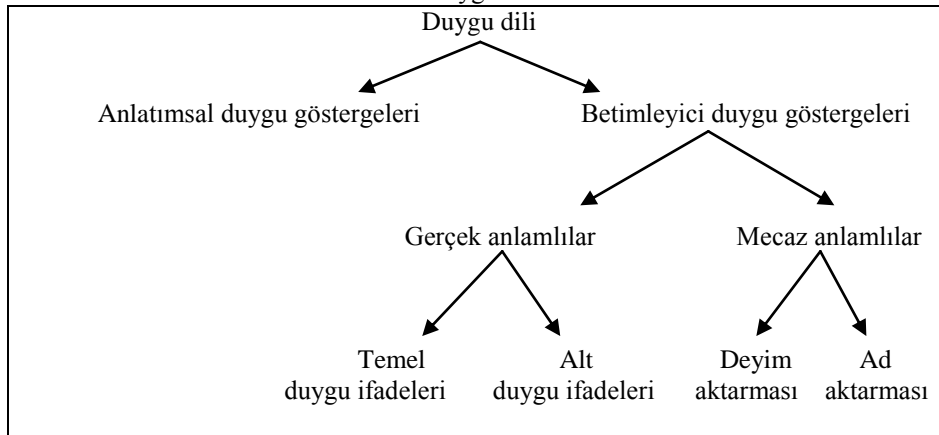 Duygu dili
Anlatımsal duygu göstergeleri Betimleyici duygu göstergeleri
Gerçek anlamlılar Mecaz anlamlılar
Temel Alt Deyim Ad
duygu ifadeleri duygu ifadeleri aktarması aktarması